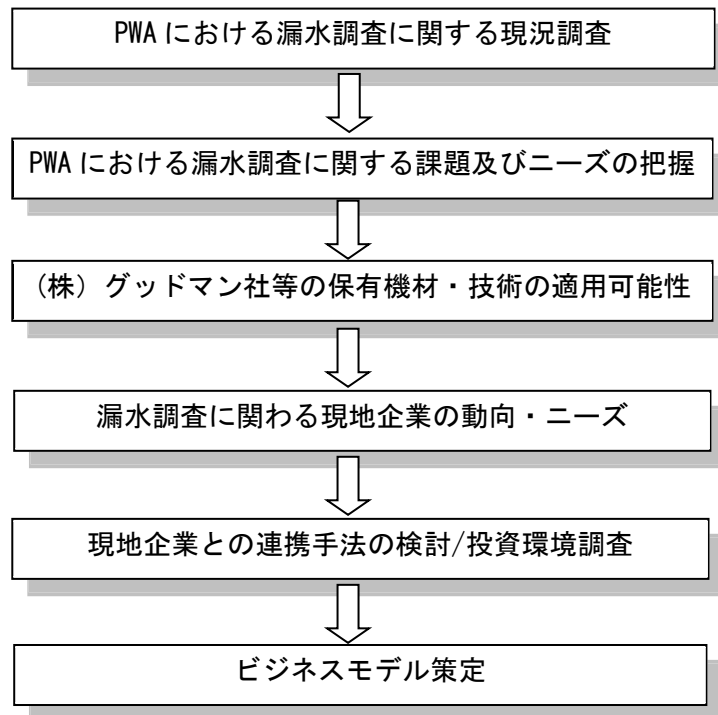 PWA における漏水調査に関する現況調査
PWA における漏水調査に関する課題及びニーズの把握
（株）グッドマン社等の保有機材・技術の適用可能性
漏水調査に関わる現地企業の動向・ニーズ
現地企業との連携手法の検討/投資環境調査
ビジネスモデル策定